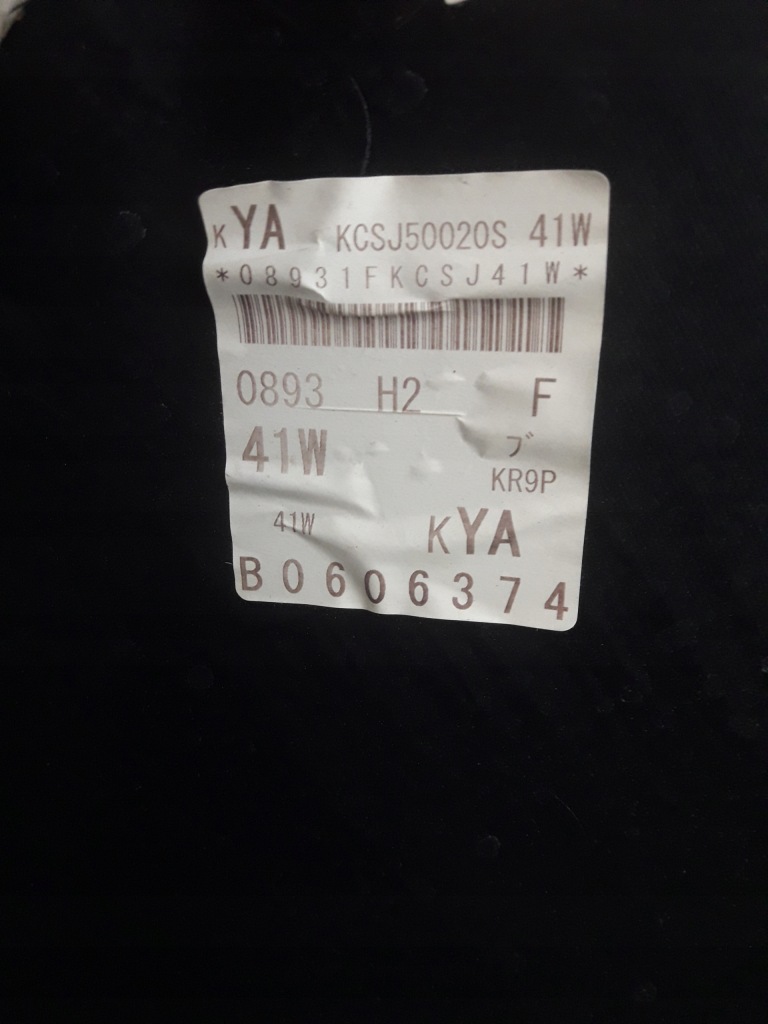 KYA KCSJ50020S 41W
*08931FKCSJ41W*
0893 H2 F
41W ブ
KR9P
41W KYA
B0606374